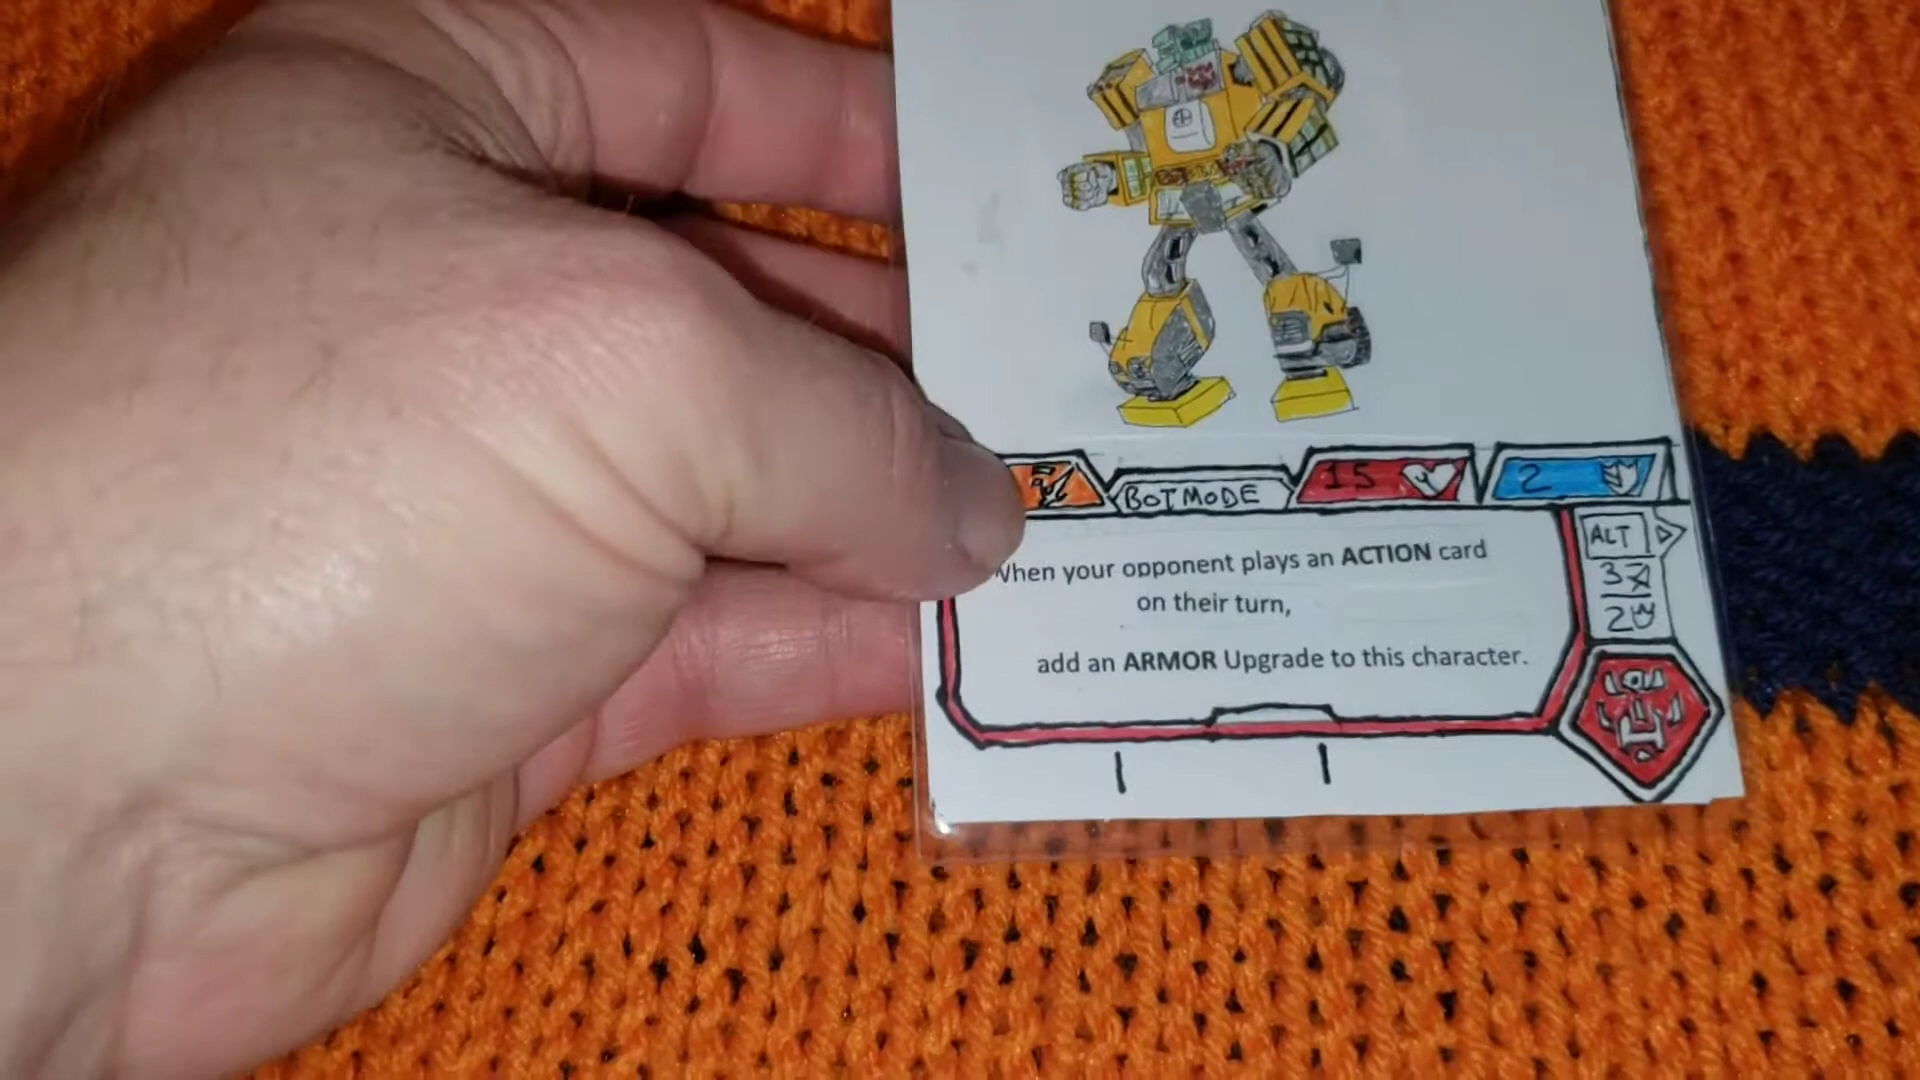 BOT MODE 15 2
When your opponent plays an ACTION card
on their turn,
add an ARMOR Upgrade to this character.
ALT
3
2